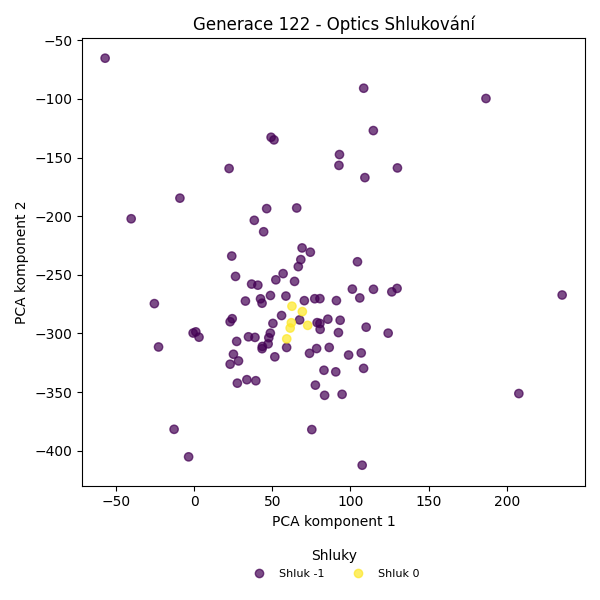 Generace 122 - Optics Shlukování
−50
−100
−150
−200
−250
−300
−350
−400
PCA komponent 2
−50 0 50 100 150 200
PCA komponent 1
Shluky
Shluk -1 Shluk 0